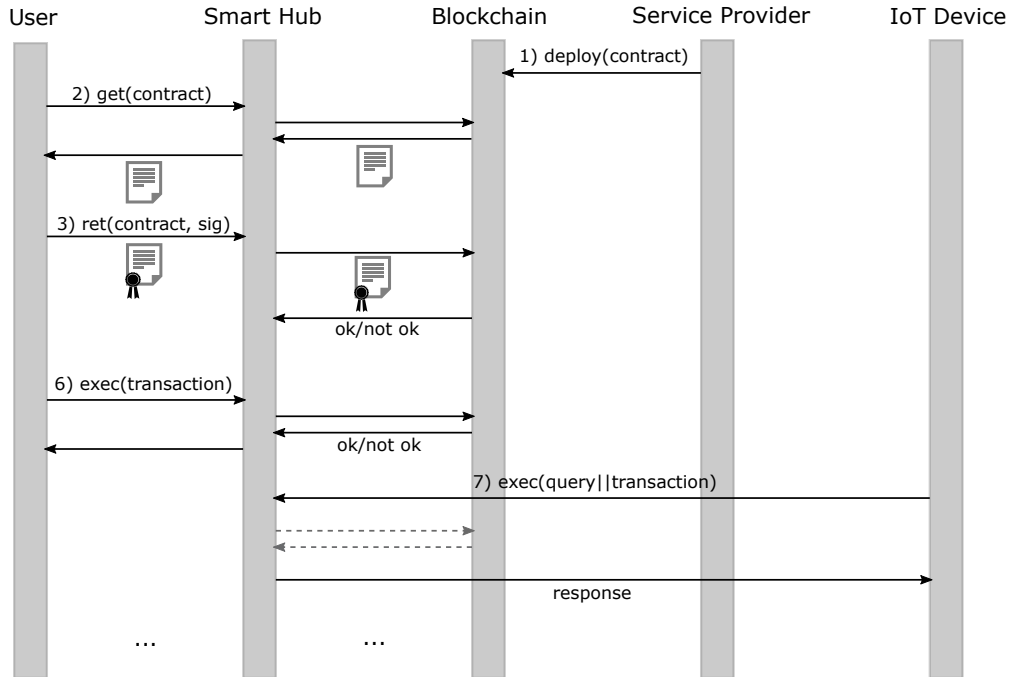 User
Smart Hub
Blockchain
Service Provider
IoT Device
1) deploy(contract)
2) get(contract)
3) ret(contract, sig)
ok/not ok
6) exec(transaction)
ok/not ok
7) exec(query||transaction)
response
...
...